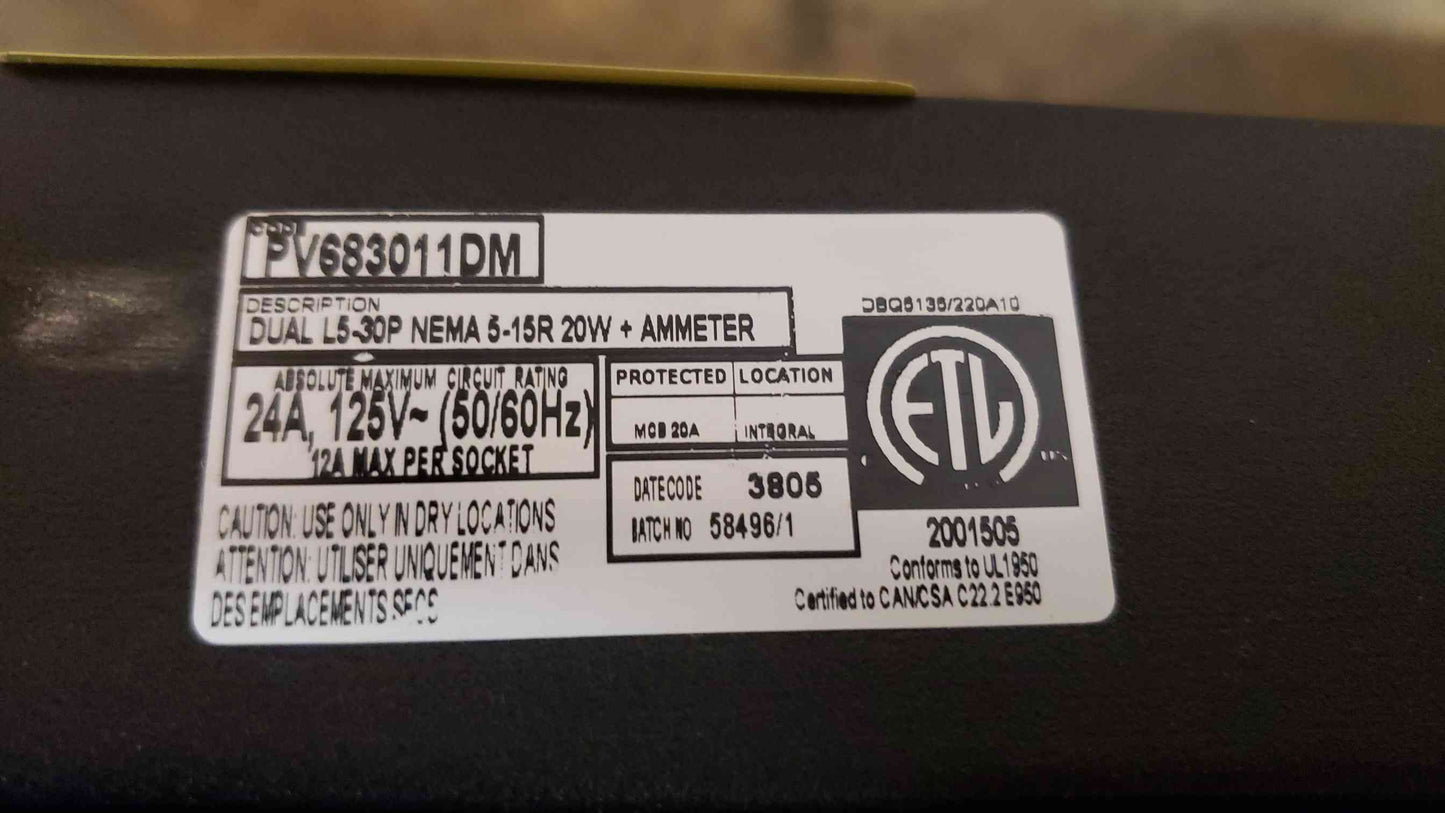 CODE
PV683011DM
DESCRIPTION
DUAL L5-30P NEMA 5-15R 20W + AMMETER
ABSOLUTE MAXIMUM CIRCUIT RATING
24A, 125V~ (50/60Hz)
12A MAX PER SOCKET
PROTECTED LOCATION
MCB 20A INTEGRAL
DATECODE 3805
BATCH NO 58496/1
CAUTION: USE ONLY IN DRY LOCATIONS
ATTENTION: UTILISER UNIQUEMENT DANS
DES EMPLACEMENTS SECS
ETL
2001505
Conforms to UL1950
Certified to CAN/CSA C22.2 E950